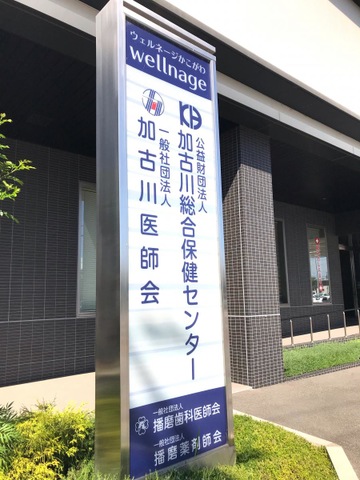 ウェルネージかこがわ
wellnage
公益財団法人
加古川総合保健センター
一般社団法人
加古川医師会
一般社団法人
播磨歯科医師会
一般社団法人
播磨薬剤師会